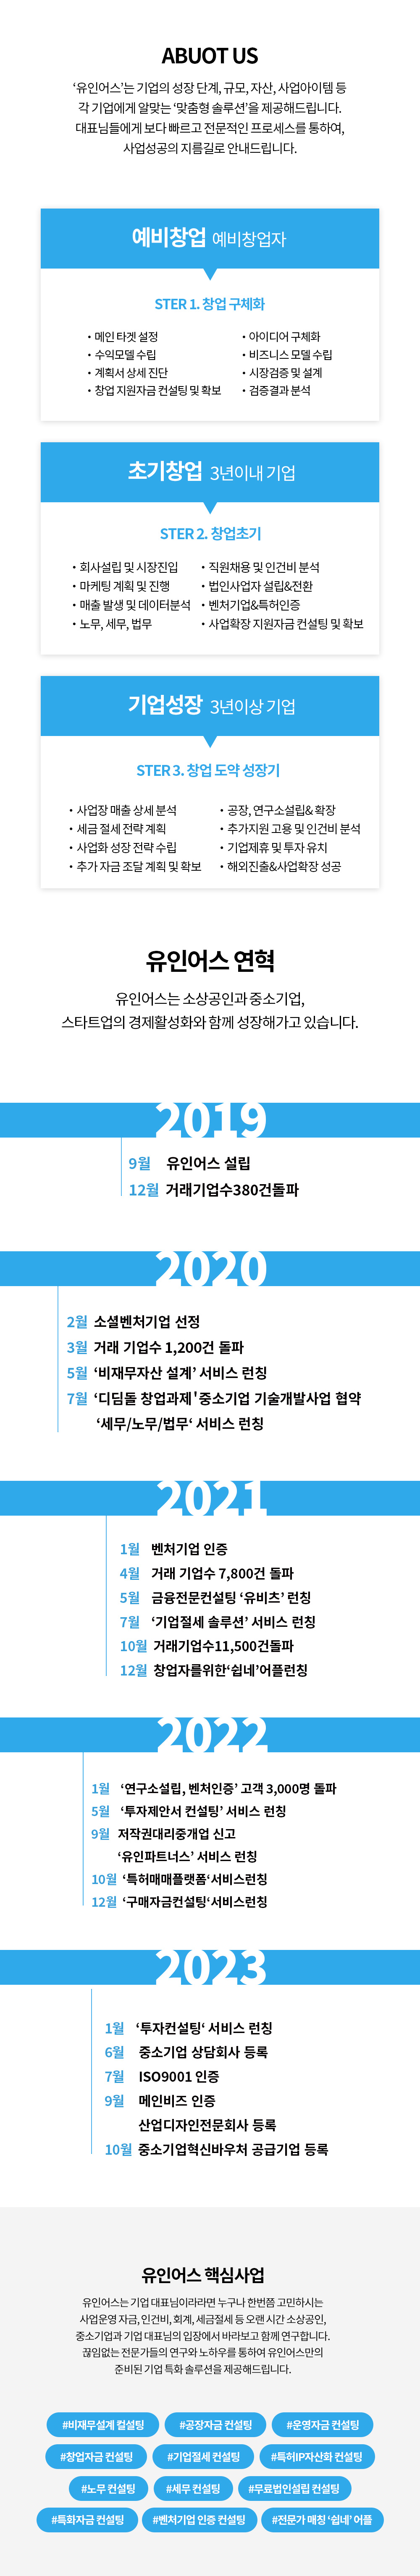 ABUOT US
‘유인어스’는 기업의 성장 단계, 규모, 자산, 사업아이템 등
각 기업에게 알맞는 ‘맞춤형 솔루션’을 제공해드립니다.
대표님들에게 보다 빠르고 전문적인 프로세스를 통하여,
사업성공의 지름길로 안내드립니다.
예비창업 예비창업자
STER 1. 창업 구체화
• 메인 타겟 설정
• 수익모델 수립
• 계획서 상세 진단
• 창업 지원자금 컨설팅 및 확보
• 아이디어 구체화
• 비즈니스 모델 수립
• 시장검증 및 설계
• 검증결과 분석
초기창업 3년이내 기업
STER 2. 창업초기
• 회사설립 및 시장진입
• 마케팅 계획 및 진행
• 매출 발생 및 데이터분석
• 노무, 세무, 법무
• 직원채용 및 인건비 분석
• 법인사업자 설립&전환
• 벤처기업&특허인증
• 사업확장 지원자금 컨설팅 및 확보
기업성장 3년이상 기업
STER 3. 창업 도약 성장기
• 사업장 매출 상세 분석
• 세금 절세 전략 계획
• 사업화 성장 전략 수립
• 추가 자금 조달 계획 및 확보
• 공장, 연구소설립& 확장
• 추가지원 고용 및 인건비 분석
• 기업제휴 및 투자 유치
• 해외진출&사업확장 성공
유인어스 연혁
유인어스는 소상공인과 중소기업,
스타트업의 경제활성화와 함께 성장해가고 있습니다.
2019
9월 유인어스 설립
12월 거래기업수380건돌파
2020
2월 소셜벤처기업 선정
3월 거래 기업수 1,200건 돌파
5월 ‘비재무자산 설계’ 서비스 런칭
7월 ‘디딤돌 창업과제'중소기업 기술개발사업 협약
‘세무/노무/법무‘ 서비스 런칭
2021
1월 벤처기업 인증
4월 거래 기업수 7,800건 돌파
5월 금융전문컨설팅 ‘유비츠’ 런칭
7월 ‘기업절세 솔루션’ 서비스 런칭
10월 거래기업수11,500건돌파
12월 창업자를위한‘쉽네’어플런칭
2022
1월 ‘연구소설립, 벤처인증’ 고객 3,000명 돌파
5월 ‘투자제안서 컨설팅’ 서비스 런칭
9월 저작권대리중개업 신고
‘유인파트너스’ 서비스 런칭
10월 ‘특허매매플랫폼‘서비스런칭
12월 ‘구매자금컨설팅‘서비스런칭
2023
1월 ‘투자컨설팅‘ 서비스 런칭
6월 중소기업 상담회사 등록
7월 ISO9001 인증
9월 메인비즈 인증
산업디자인전문회사 등록
10월 중소기업혁신바우처 공급기업 등록
유인어스 핵심사업
유인어스는 기업 대표님이라라면 누구나 한번쯤 고민하시는
사업운영 자금, 인건비, 회계, 세금절세 등 오랜 시간 소상공인,
중소기업과 기업 대표님의 입장에서 바라보고 함께 연구합니다.
끊임없는 전문가들의 연구와 노하우를 통하여 유인어스만의
준비된 기업 특화 솔루션을 제공해드립니다.
#비재무설계 컬설팅 #공장자금 컨설팅 #운영자금 컨설팅
#창업자금 컨설팅 #기업절세 컨설팅 #특허IP자산화 컨설팅
#노무 컨설팅 #세무 컨설팅 #무료법인설립 컨설팅
#특화자금 컨설팅 #벤처기업 인증 컨설팅 #전문가 매칭 ‘쉽네’ 어플